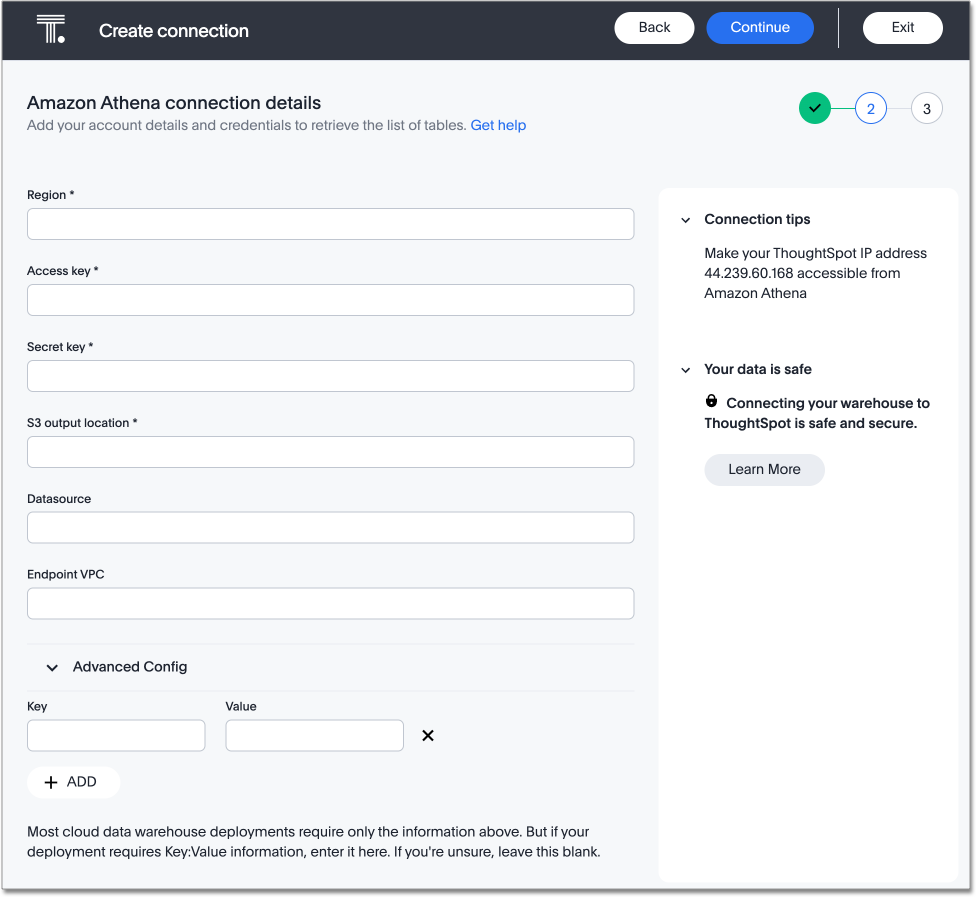 T.
Create connection
Back
Continue
Exit
Amazon Athena connection details
Add your account details and credentials to retrieve the list of tables. Get help
2
3
Region *
Access key *
Secret key *
S3 output location *
Datasource
Endpoint VPC
Advanced Config
Key
Value
ADD
Most cloud data warehouse deployments require only the information above. But if your
deployment requires Key:Value information, enter it here. If you're unsure, leave this blank.
Connection tips
Make your ThoughtSpot IP address
44.239.60.168 accessible from
Amazon Athena
Your data is safe
Connecting your warehouse to
ThoughtSpot is safe and secure.
Learn More